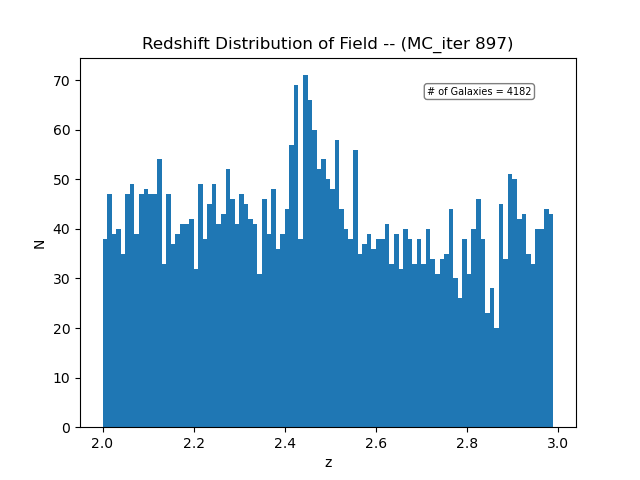 Redshift Distribution of Field -- (MC_iter 897)
# of Galaxies = 4182
70
60
50
40
30
20
10
0
N
2.0 2.2 2.4 2.6 2.8 3.0
z